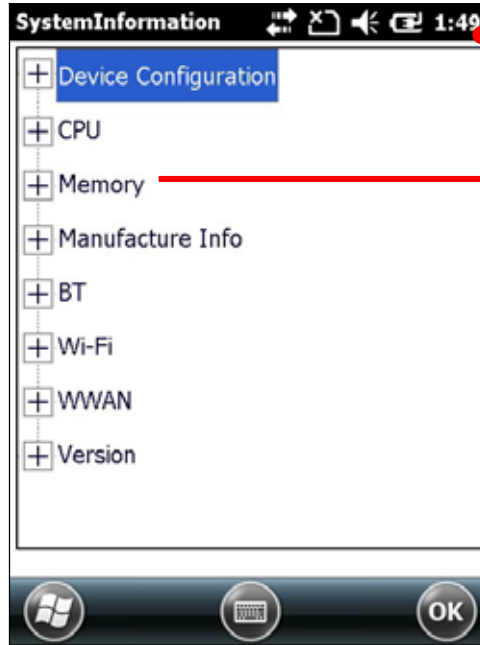 SystemInformation 1:49
Device Configuration
CPU
Memory
Manufacture Info
BT
Wi-Fi
WWAN
Version
OK